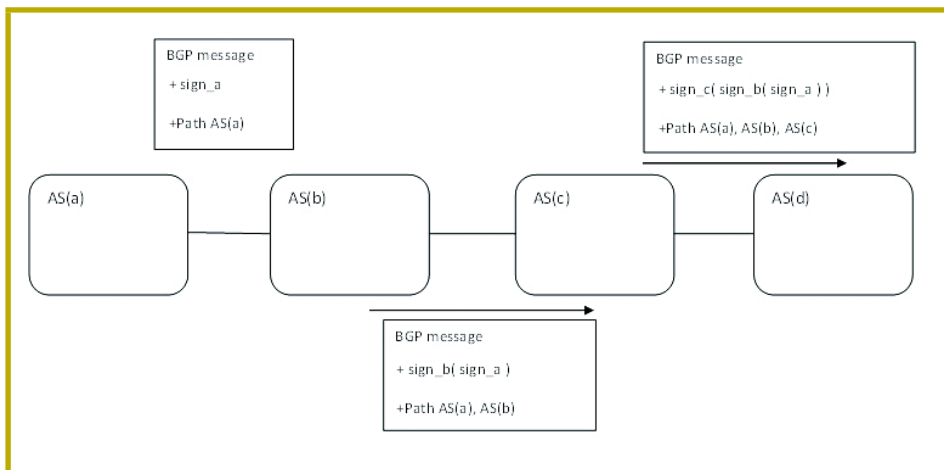 BGP message
+ sign_a
+Path AS(a)
BGP message
+ sign_c( sign_b( sign_a ) )
+Path AS(a), AS(b), AS(c)
AS(a)
AS(b)
AS(c)
AS(d)
BGP message
+ sign_b( sign_a )
+Path AS(a), AS(b)